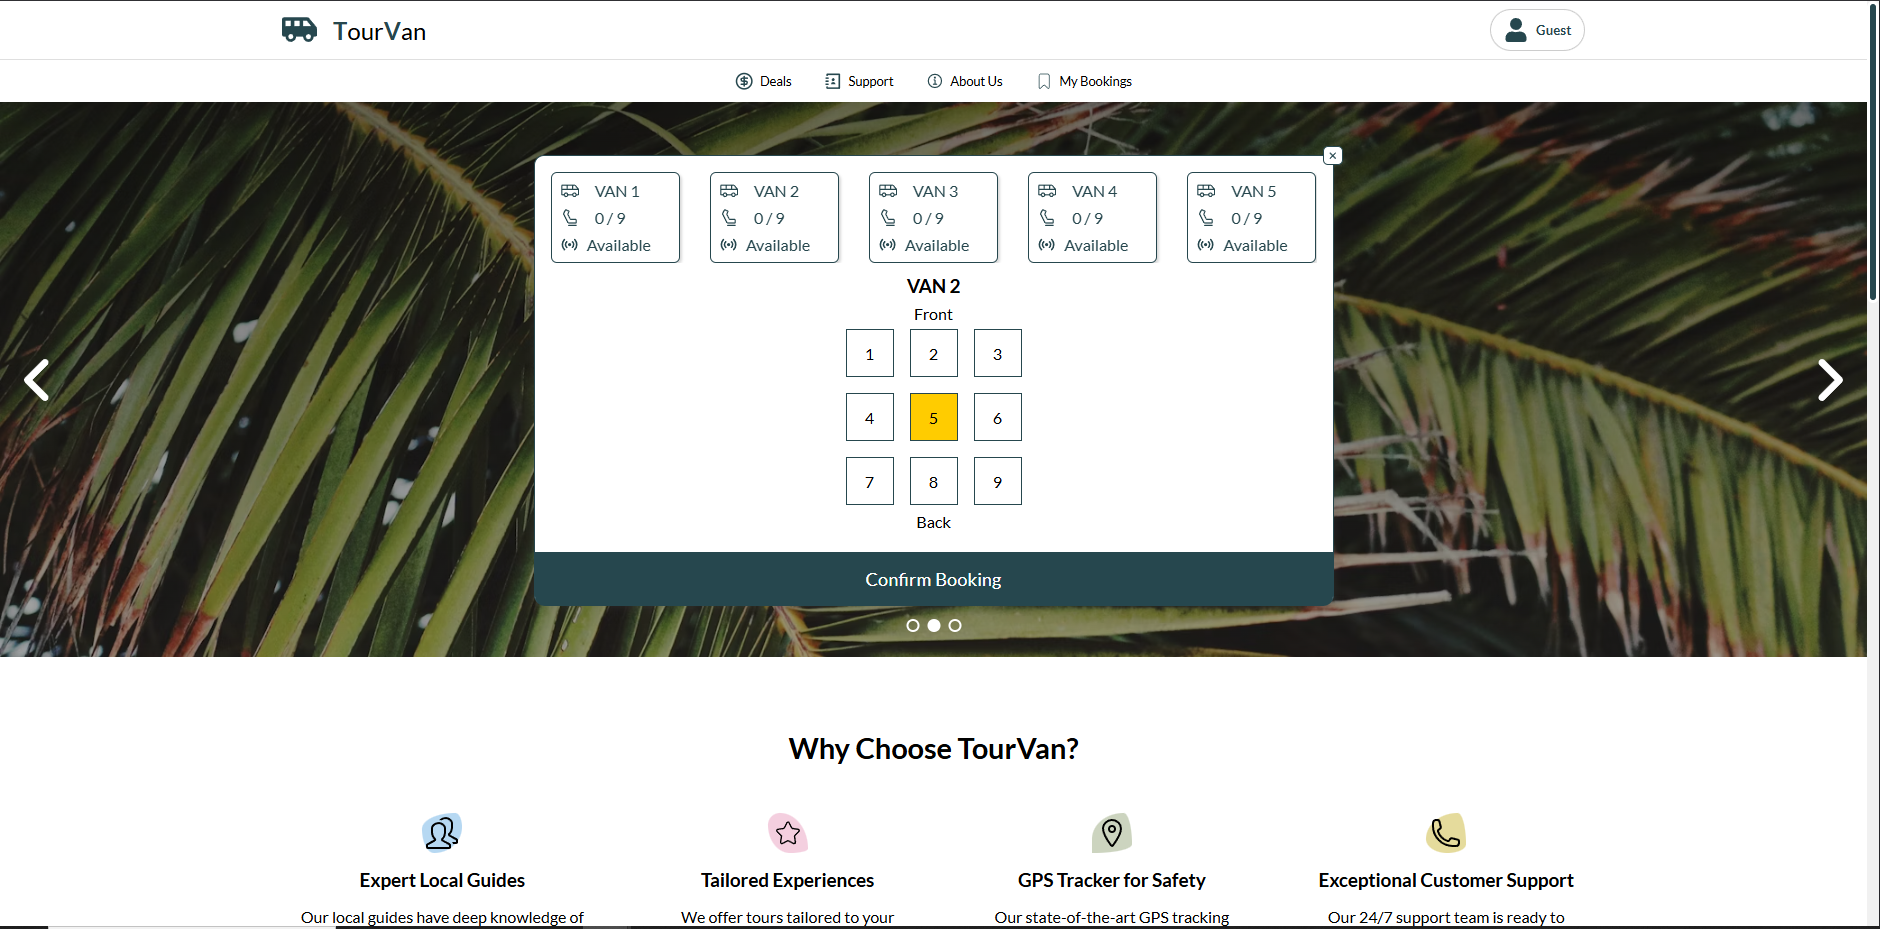 TourVan
Guest
Deals
Support
About Us
My Bookings
VAN 1
0 / 9
Available
VAN 2
0 / 9
Available
VAN 3
0 / 9
Available
VAN 4
0 / 9
Available
VAN 5
0 / 9
Available
VAN 2
Front
1 2 3
4 5 6
7 8 9
Back
Confirm Booking
Why Choose TourVan?
Expert Local Guides
Our local guides have deep knowledge of
Tailored Experiences
We offer tours tailored to your
GPS Tracker for Safety
Our state-of-the-art GPS tracking
Exceptional Customer Support
Our 24/7 support team is ready to